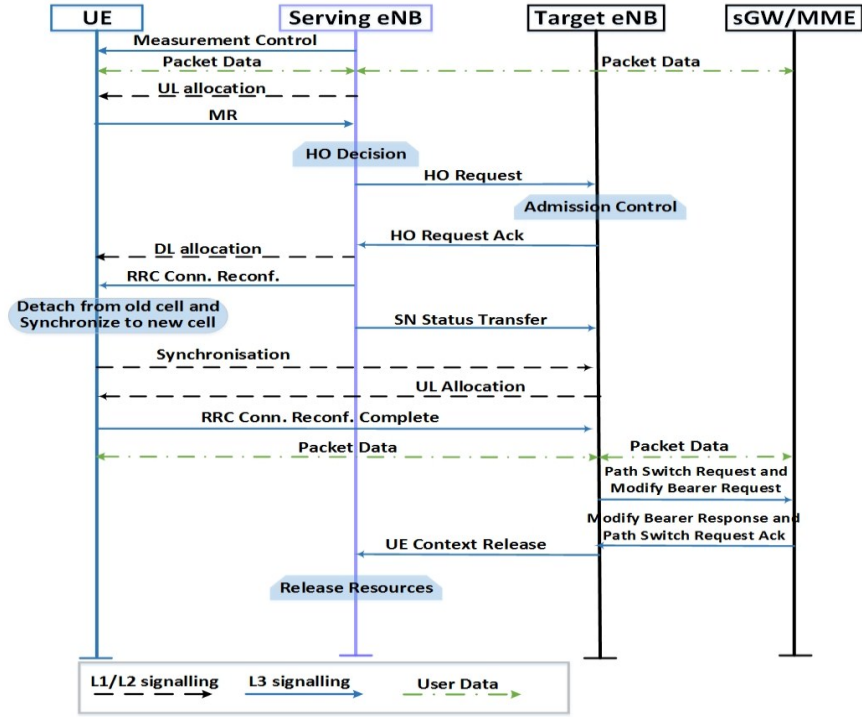 UE
Serving eNB
Target eNB
sGW/MME
Measurement Control
Packet Data
Packet Data
UL allocation
MR
HO Decision
HO Request
Admission Control
HO Request Ack
DL allocation
RRC Conn. Reconf.
Detach from old cell and
Synchronize to new cell
SN Status Transfer
Synchronisation
UL Allocation
RRC Conn. Reconf. Complete
Packet Data
Packet Data
Path Switch Request and
Modify Bearer Request
Modify Bearer Response and
Path Switch Request Ack
UE Context Release
Release Resources
L1/L2 signalling
L3 signalling
User Data